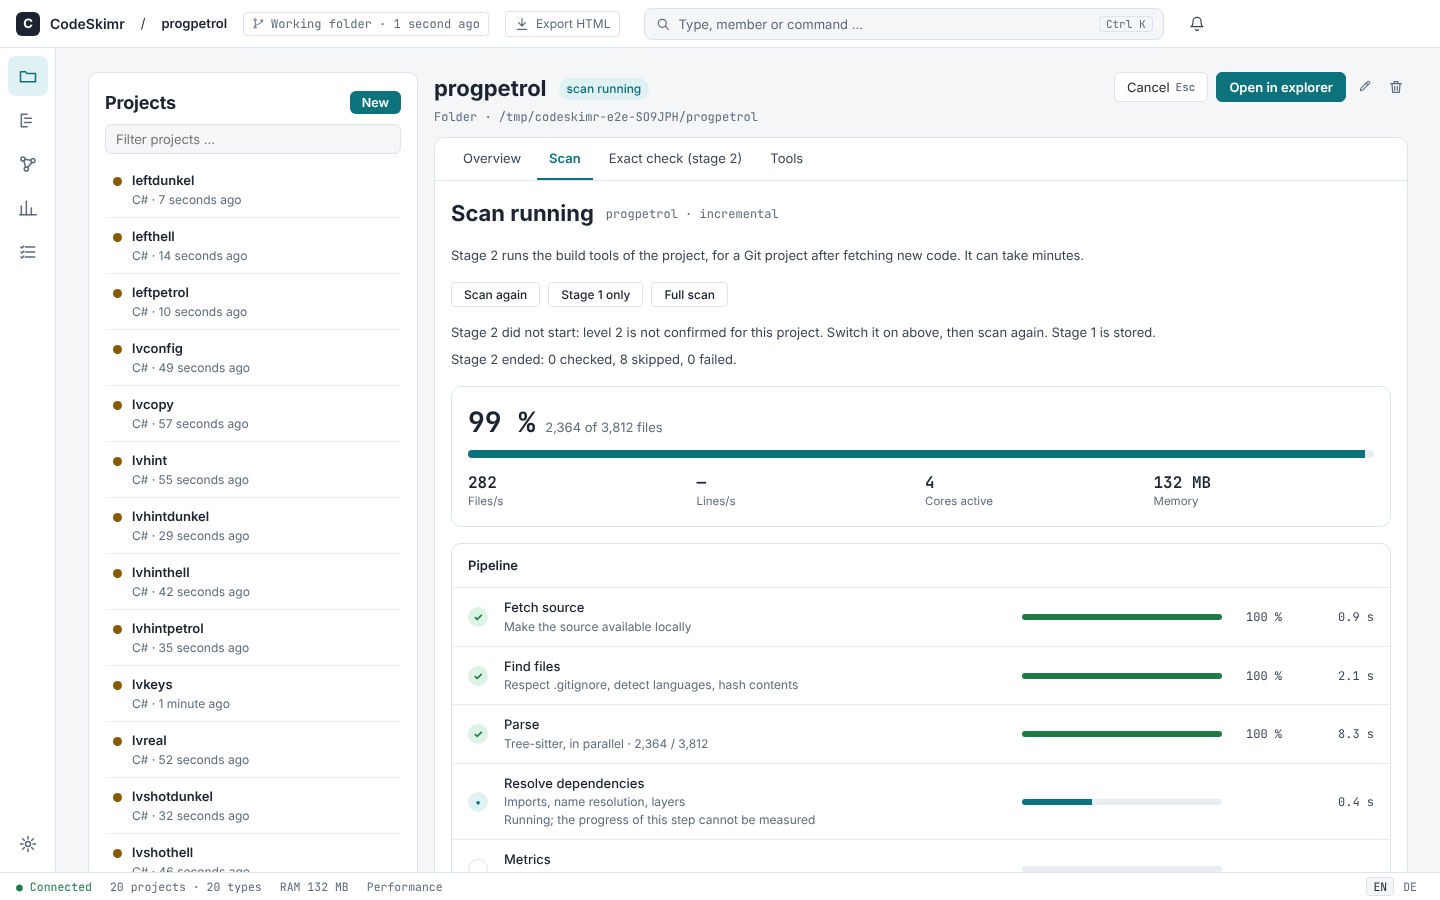 C CodeSkimr / progpetrol Working folder · 1 second ago Export HTML Type, member or command ... Ctrl K
Projects New
Filter projects ...
leftdunkel
C# · 7 seconds ago
lefthell
C# · 14 seconds ago
leftpetrol
C# · 10 seconds ago
lvconfig
C# · 49 seconds ago
lvcopy
C# · 57 seconds ago
lvhint
C# · 55 seconds ago
lvhintdunkel
C# · 29 seconds ago
lvhinthell
C# · 42 seconds ago
lvhintpetrol
C# · 35 seconds ago
lvkeys
C# · 1 minute ago
lvreal
C# · 52 seconds ago
lvshotdunkel
C# · 32 seconds ago
lvshothell
C# · 46 seconds ago
progpetrol scan running Cancel Esc Open in explorer
Folder · /tmp/codeskimr-e2e-SO9JPH/progpetrol
Overview Scan Exact check (stage 2) Tools
Scan running progpetrol · incremental
Stage 2 runs the build tools of the project, for a Git project after fetching new code. It can take minutes.
Scan again Stage 1 only Full scan
Stage 2 did not start: level 2 is not confirmed for this project. Switch it on above, then scan again. Stage 1 is stored.
Stage 2 ended: 0 checked, 8 skipped, 0 failed.
99 % 2,364 of 3,812 files
282 – 4 132 MB
Files/s Lines/s Cores active Memory
Pipeline
Fetch source
Make the source available locally
100 % 0.9 s
Find files
Respect .gitignore, detect languages, hash contents
100 % 2.1 s
Parse
Tree-sitter, in parallel · 2,364 / 3,812
100 % 8.3 s
Resolve dependencies
Imports, name resolution, layers
Running; the progress of this step cannot be measured
0.4 s
Metrics
Connected 20 projects · 20 types RAM 132 MB Performance EN DE